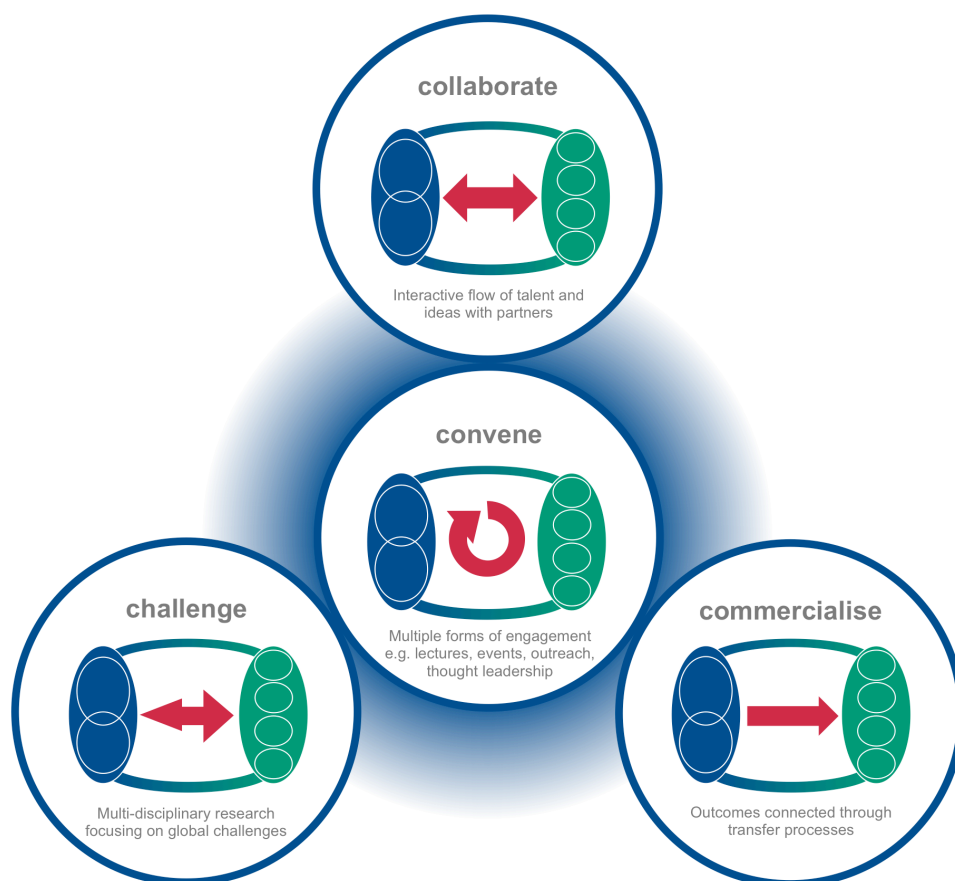 collaborate
Interactive flow of talent and
ideas with partners
convene
Multiple forms of engagement
e.g. lectures, events, outreach,
thought leadership
challenge
Multi-disciplinary research
focusing on global challenges
commercialise
Outcomes connected through
transfer processes